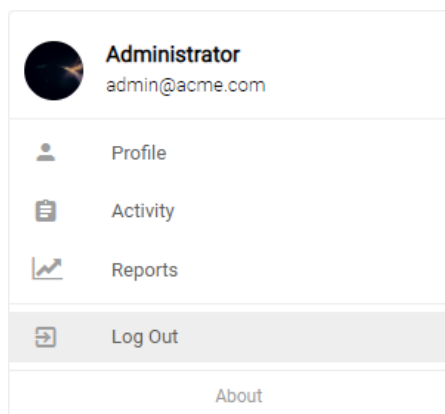 Administrator
admin@acme.com
Profile
Activity
Reports
Log Out
About